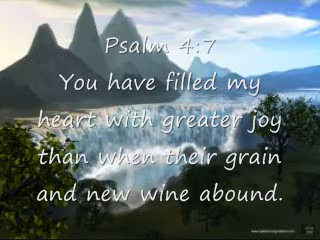 Psalm 4:7
You have filled my
heart with greater joy
than when their grain
and new wine abound.